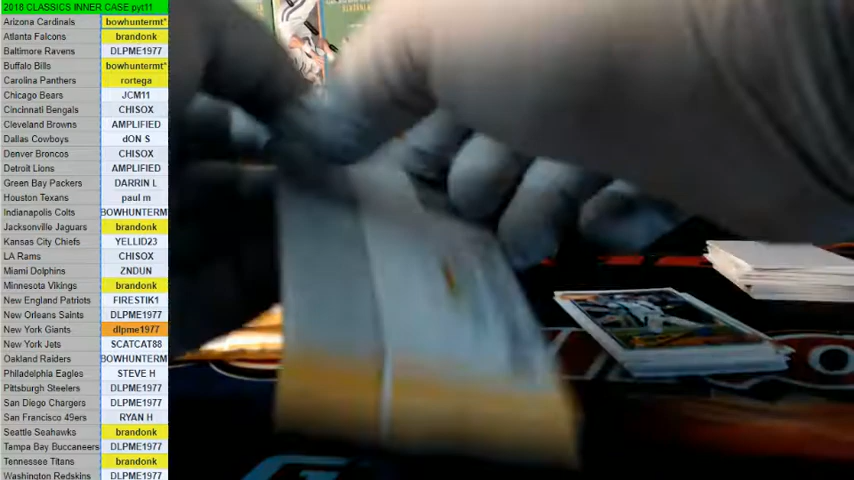 2018 CLASSICS INNER CASE pyt11
Arizona Cardinals bowhuntermt*
Atlanta Falcons brandonk
Baltimore Ravens DLPME1977
Buffalo Bills bowhuntermt*
Carolina Panthers rortega
Chicago Bears JCM11
Cincinnati Bengals CHISOX
Cleveland Browns AMPLIFIED
Dallas Cowboys dON S
Denver Broncos CHISOX
Detroit Lions AMPLIFIED
Green Bay Packers DARRIN L
Houston Texans paul m
Indianapolis Colts BOWHUNTERM
Jacksonville Jaguars brandonk
Kansas City Chiefs YELLID23
LA Rams CHISOX
Miami Dolphins ZNDUN
Minnesota Vikings brandonk
New England Patriots FIRESTIK1
New Orleans Saints DLPME1977
New York Giants dlpme1977
New York Jets SCATCAT88
Oakland Raiders BOWHUNTERM
Philadelphia Eagles STEVE H
Pittsburgh Steelers DLPME1977
San Diego Chargers DLPME1977
San Francisco 49ers RYAN H
Seattle Seahawks brandonk
Tampa Bay Buccaneers DLPME1977
Tennessee Titans brandonk
Washington Redskins DLPME1977